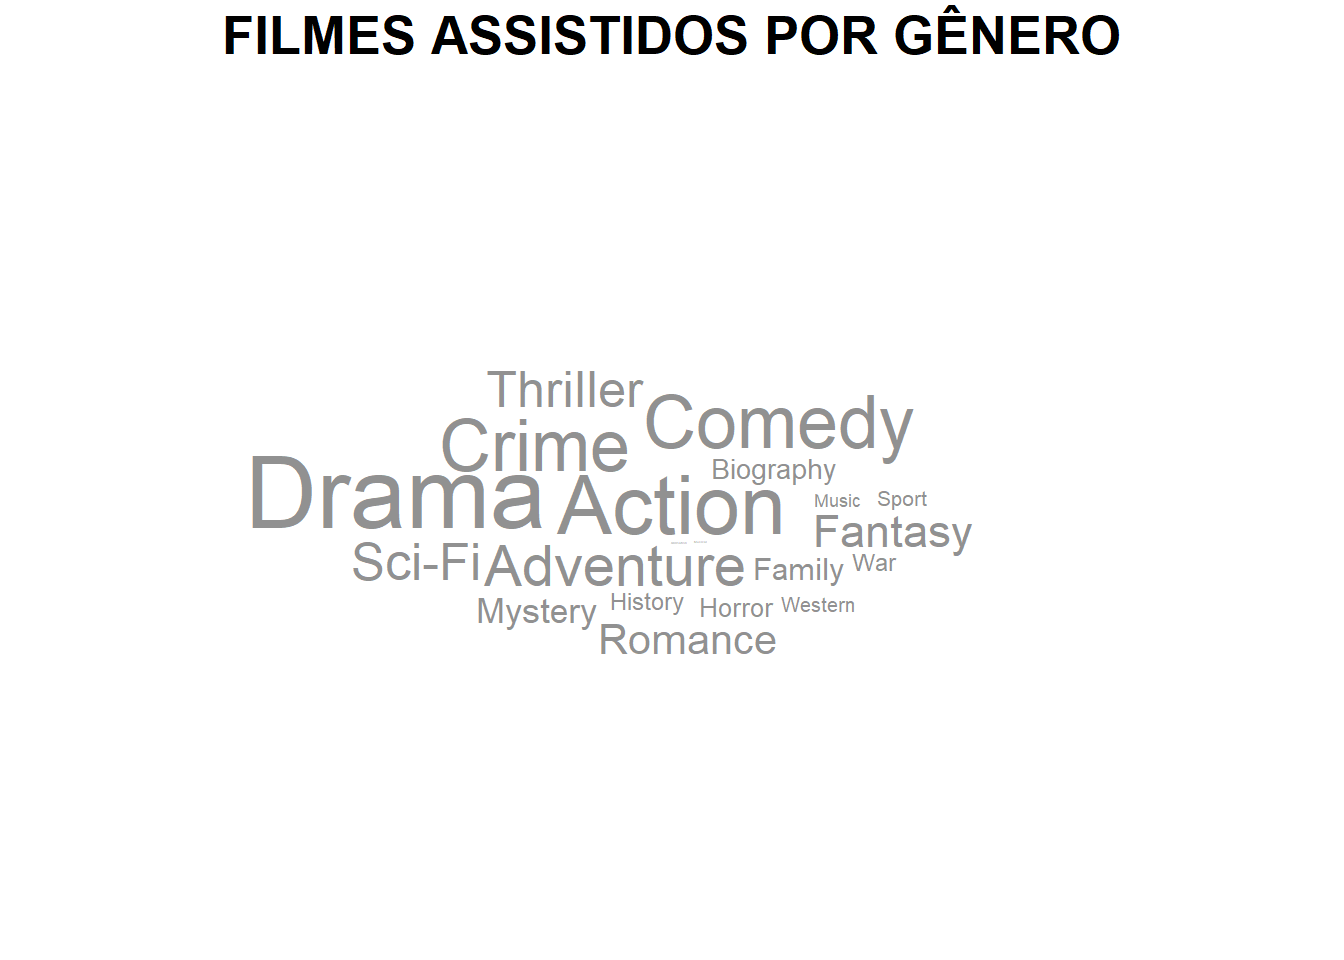 FILMES ASSISTIDOS POR GÊNERO
Thriller
Comedy
Crime
Biography
Drama
Action
Music
Sport
Fantasy
Sci-Fi
Adventure
Family
War
Mystery
History
Horror
Western
Romance